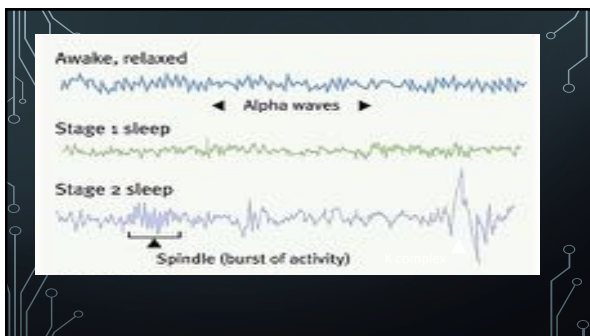 Awake, relaxed
Alpha waves
Stage 1 sleep
Stage 2 sleep
Spindle (burst of activity)